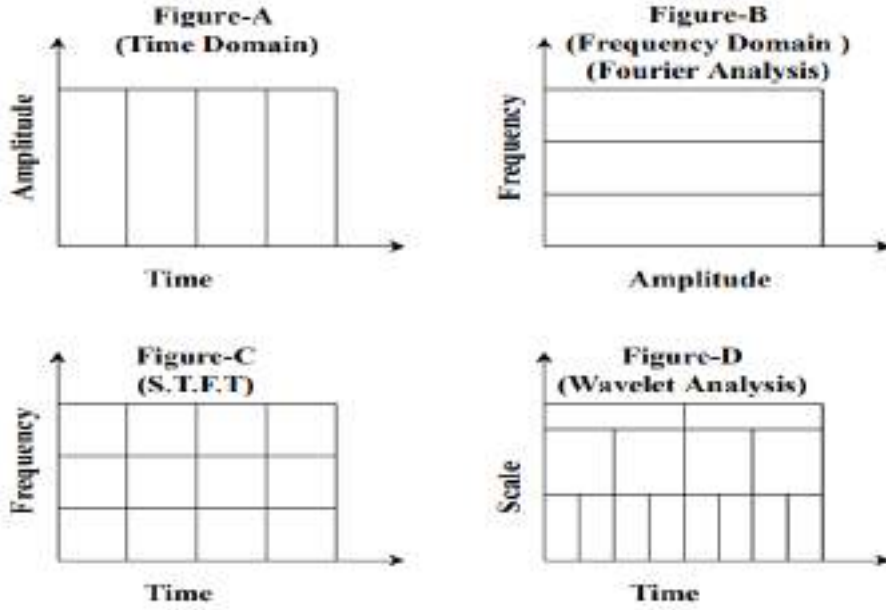 Figure-A
(Time Domain)
Amplitude
Time
Figure-B
(Frequency Domain )
(Fourier Analysis)
Frequency
Amplitude
Figure-C
(S.T.F.T)
Frequency
Time
Figure-D
(Wavelet Analysis)
Scale
Time